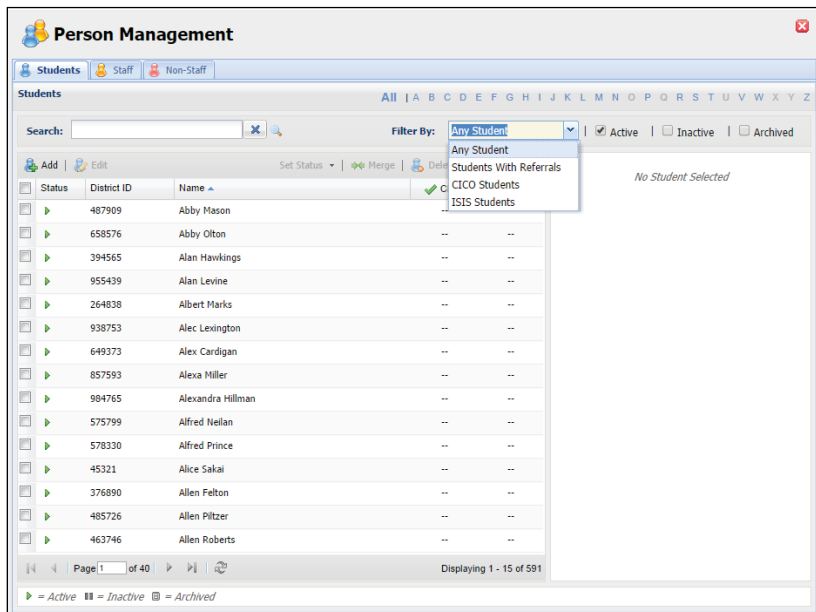 Person Management
Students Staff Non-Staff
Students All | A B C D E F G H I J K L M N O P Q R S T U V W X Y Z
Search: Filter By: Any Student | Active | Inactive | Archived
Any Student
Students With Referrals
CICO Students
ISIS Students
Add | Edit Set Status | Merge | No Student Selected
Status District ID Name
487909 Abby Mason --
658576 Abby Olton -- --
394565 Alan Hawkings -- --
955439 Alan Levine -- --
264838 Albert Marks -- --
938753 Alec Lexington -- --
649373 Alex Cardigan -- --
857593 Alexa Miller -- --
984765 Alexandra Hillman -- --
575799 Alfred Neilan -- --
578330 Alfred Prince -- --
45321 Alice Sakai -- --
376890 Allen Felton -- --
485726 Allen Piltzer -- --
463746 Allen Roberts -- --
Page 1 of 40 Displaying 1 - 15 of 591
= Active = Inactive = Archived